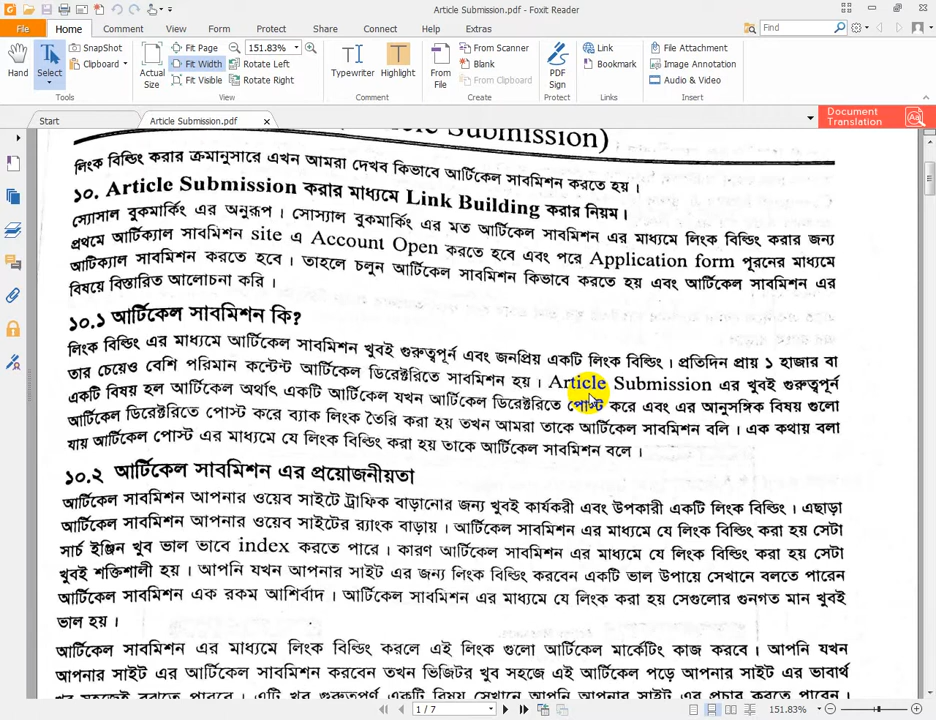 Article Submission.pdf - Foxit Reader
File Home Comment View Form Protect Share Connect Help Extras Find
SnapShot Fit Page 151.83% From Scanner Link File Attachment
Hand Select Clipboard Actual Size Fit Width Rotate Left Typewriter Highlight From File Blank PDF Sign Bookmark Image Annotation
Fit Visible Rotate Right From Clipboard Audio & Video
Tools View Comment Create Protect Links Insert
Start Article Submission.pdf Document Translation
Submission)
লিংক বিল্ডিং করার ক্রমানুসারে এখন আমরা দেখব কিভাবে আর্টিকেল সাবমিশন করতে হয় ।
১০. Article Submission করার মাধ্যমে Link Building করার নিয়ম।
স্যোসাল বুকমার্কিং এর অনুরূপ । সোস্যাল বুকমার্কিং এর মত আর্টিকেল সাবমিশন এর মাধ্যমে লিংক বিল্ডিং করার জন্য
প্রথমে আর্টিক্যাল সাবমিশন site এ Account Open করতে হবে এবং পরে Application form পূরনের মাধ্যমে
আটিক্যাল সাবমিশন করতে হবে । তাহলে চলুন আর্টিকেল সাবমিশন কিভাবে করতে হয় এবং আর্টিকেল সাবমিশন এর
বিষয়ে বিস্তারিত আলোচনা করি ।
১০.১ আর্টিকেল সাবমিশন কি?
লিংক বিল্ডিং এর মাধ্যমে আর্টিকেল সাবমিশন খুবই গুরুত্বপূর্ন এবং জনপ্রিয় একটি লিংক বিল্ডিং । প্রতিদিন প্রায় ১ হাজার বা
তার চেয়েও বেশি পরিমান কন্টেন্ট আর্টিকেল ডিরেক্টরিতে সাবমিশন হয় । Article Submission এর খুবই গুরুত্বপূর্ন
একটি বিষয় হল আর্টিকেল অর্থাৎ একটি আর্টিকেল যখন আর্টিকেল ডিরেক্টরিতে পোস্ট করে এবং এর আনুসঙ্গিক বিষয় গুলো
আর্টিকেল ডিরেক্টরিতে পোস্ট করে ব্যাক লিংক তৈরি করা হয় তখন আমরা তাকে আর্টিকেল সাবমিশন বলি । এক কথায় বলা
যায় আর্টিকেল পোস্ট এর মাধ্যমে যে লিংক বিল্ডিং করা হয় তাকে আর্টিকেল সাবমিশন বলে ।
১০.২ আর্টিকেল সাবমিশন এর প্রয়োজনীয়তা
আর্টিকেল সাবমিশন আপনার ওয়েব সাইটে ট্রাফিক বাড়ানোর জন্য খুবই কার্যকরী এবং উপকারী একটি লিংক বিল্ডিং । এছাড়া
আর্টিকেল সাবমিশন আপনার ওয়েব সাইটের র‍্যাংক বাড়ায় । আর্টিকেল সাবমিশন এর মাধ্যমে যে লিংক বিল্ডিং করা হয় সেটা
সার্চ ইঞ্জিন খুব ভাল ভাবে index করতে পারে । কারণ আর্টিকেল সাবমিশন এর মাধ্যমে যে লিংক বিল্ডিং করা হয় সেটা
খুবই শক্তিশালী হয় । আপনি যখন আপনার সাইট এর জন্য লিংক বিল্ডিং করবেন একটি ভাল উপায়ে সেখানে বলতে পারেন
আর্টিকেল সাবমিশন এক রকম আশির্বাদ । আর্টিকেল সাবমিশন এর মাধ্যমে যে লিংক করা হয় সেগুলোর গুনগত মান খুবই
ভাল হয় ।
আর্টিকেল সাবমিশন এর মাধ্যমে লিংক বিল্ডিং করলে এই লিংক গুলো আর্টিকেল মার্কেটিং কাজ করবে । আপনি যখন
আপনার সাইট এর আর্টিকেল সাবমিশন করবেন তখন ভিজিটর খুব সহজে এই আর্টিকেল পড়ে আপনার সাইট এর ভাবার্থ
খুব সহজেই বুঝতে পারবে । এটি খুব গুরুত্বপূর্ণ একটি বিষয় সেখানে আপনি আপনার সাইট এর প্রচার করতে পাবেন ।
1 / 7 151.83%